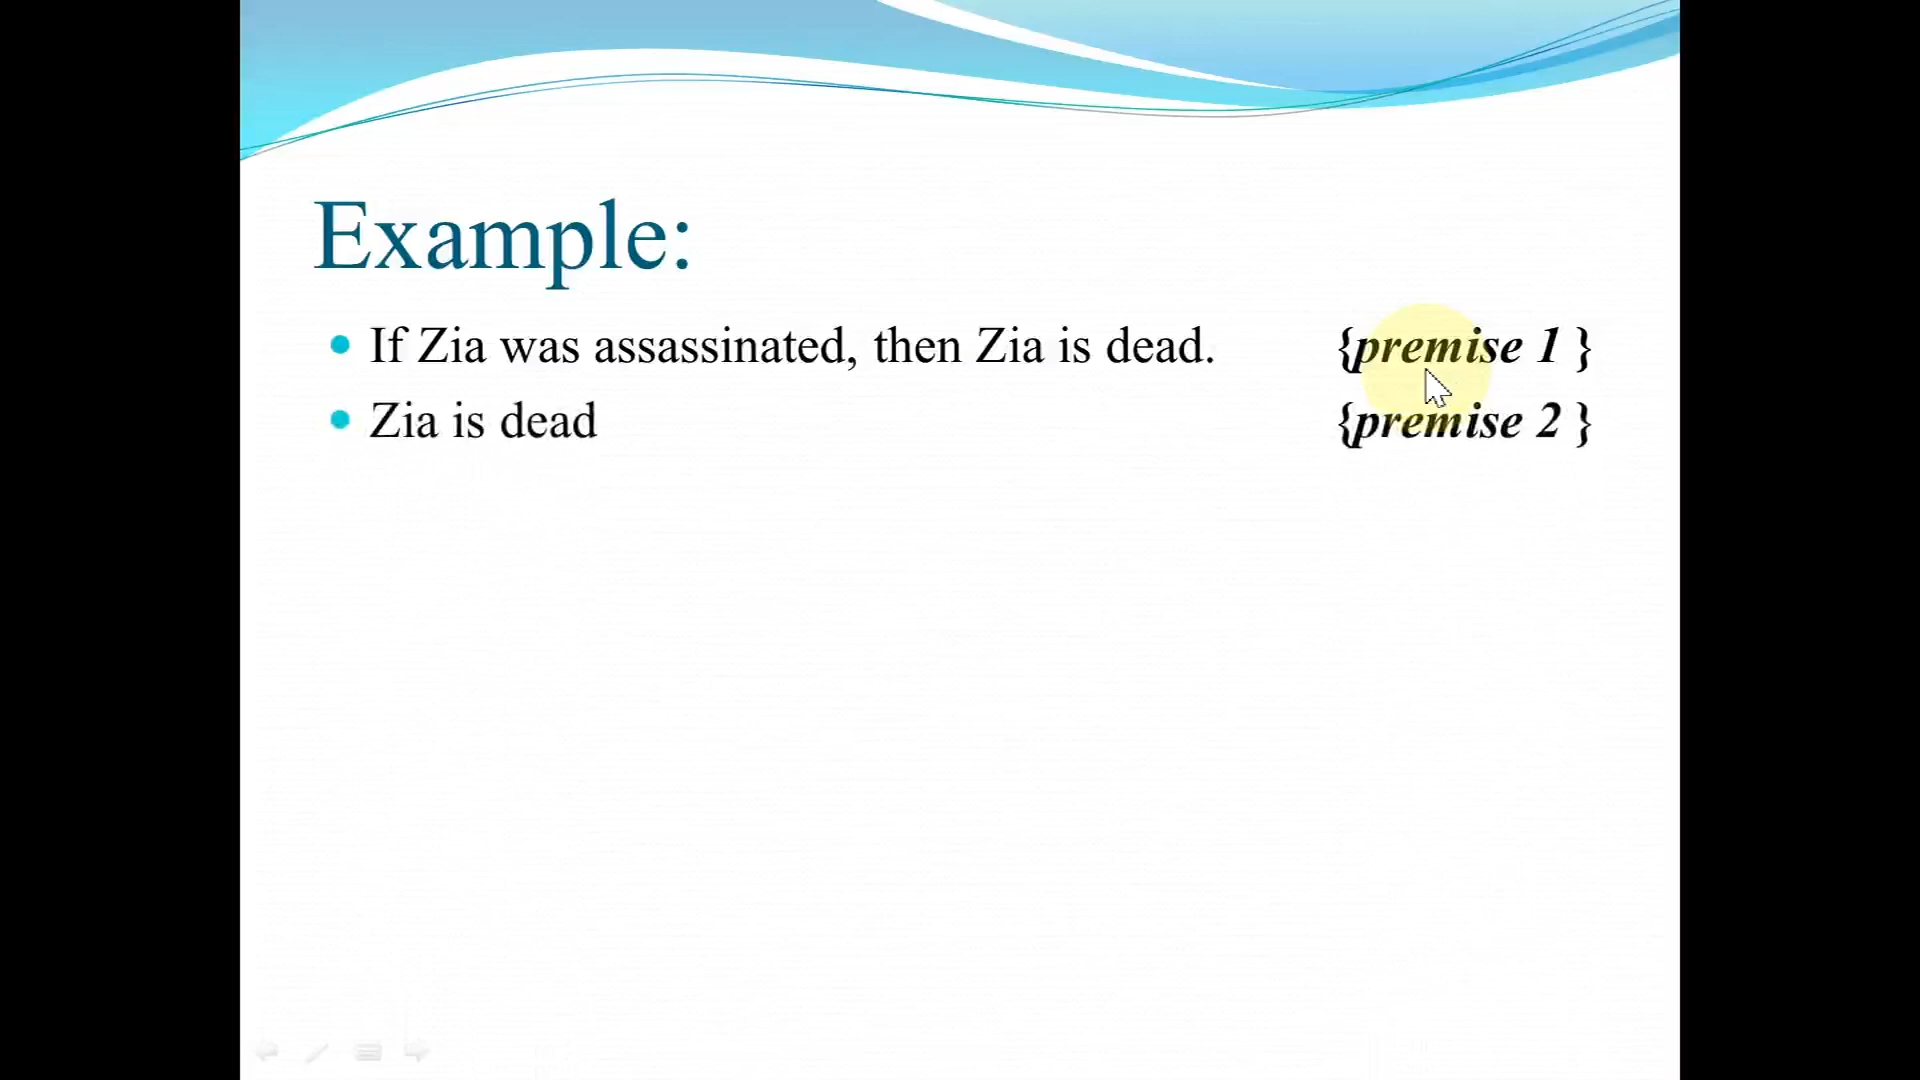 Example:
If Zia was assassinated, then Zia is dead. {premise 1 }
Zia is dead {premise 2 }